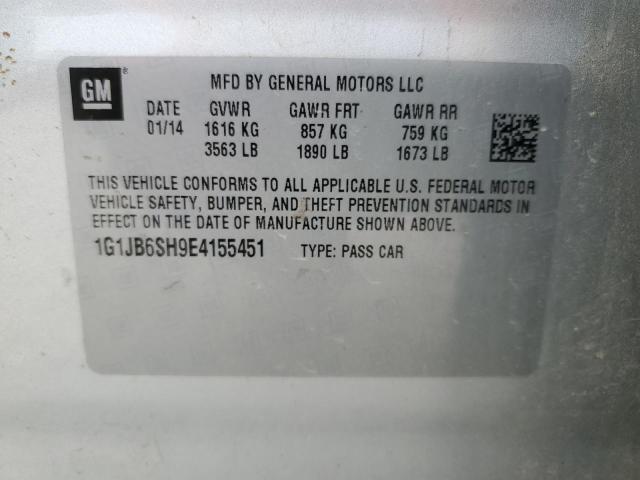 GM®
MFD BY GENERAL MOTORS LLC
DATE GVWR GAWR FRT GAWR RR
01/14 1616 KG 857 KG 759 KG
3563 LB 1890 LB 1673 LB
THIS VEHICLE CONFORMS TO ALL APPLICABLE U.S. FEDERAL MOTOR
VEHICLE SAFETY, BUMPER, AND THEFT PREVENTION STANDARDS IN
EFFECT ON THE DATE OF MANUFACTURE SHOWN ABOVE.
1G1JB6SH9E4155451 TYPE: PASS CAR